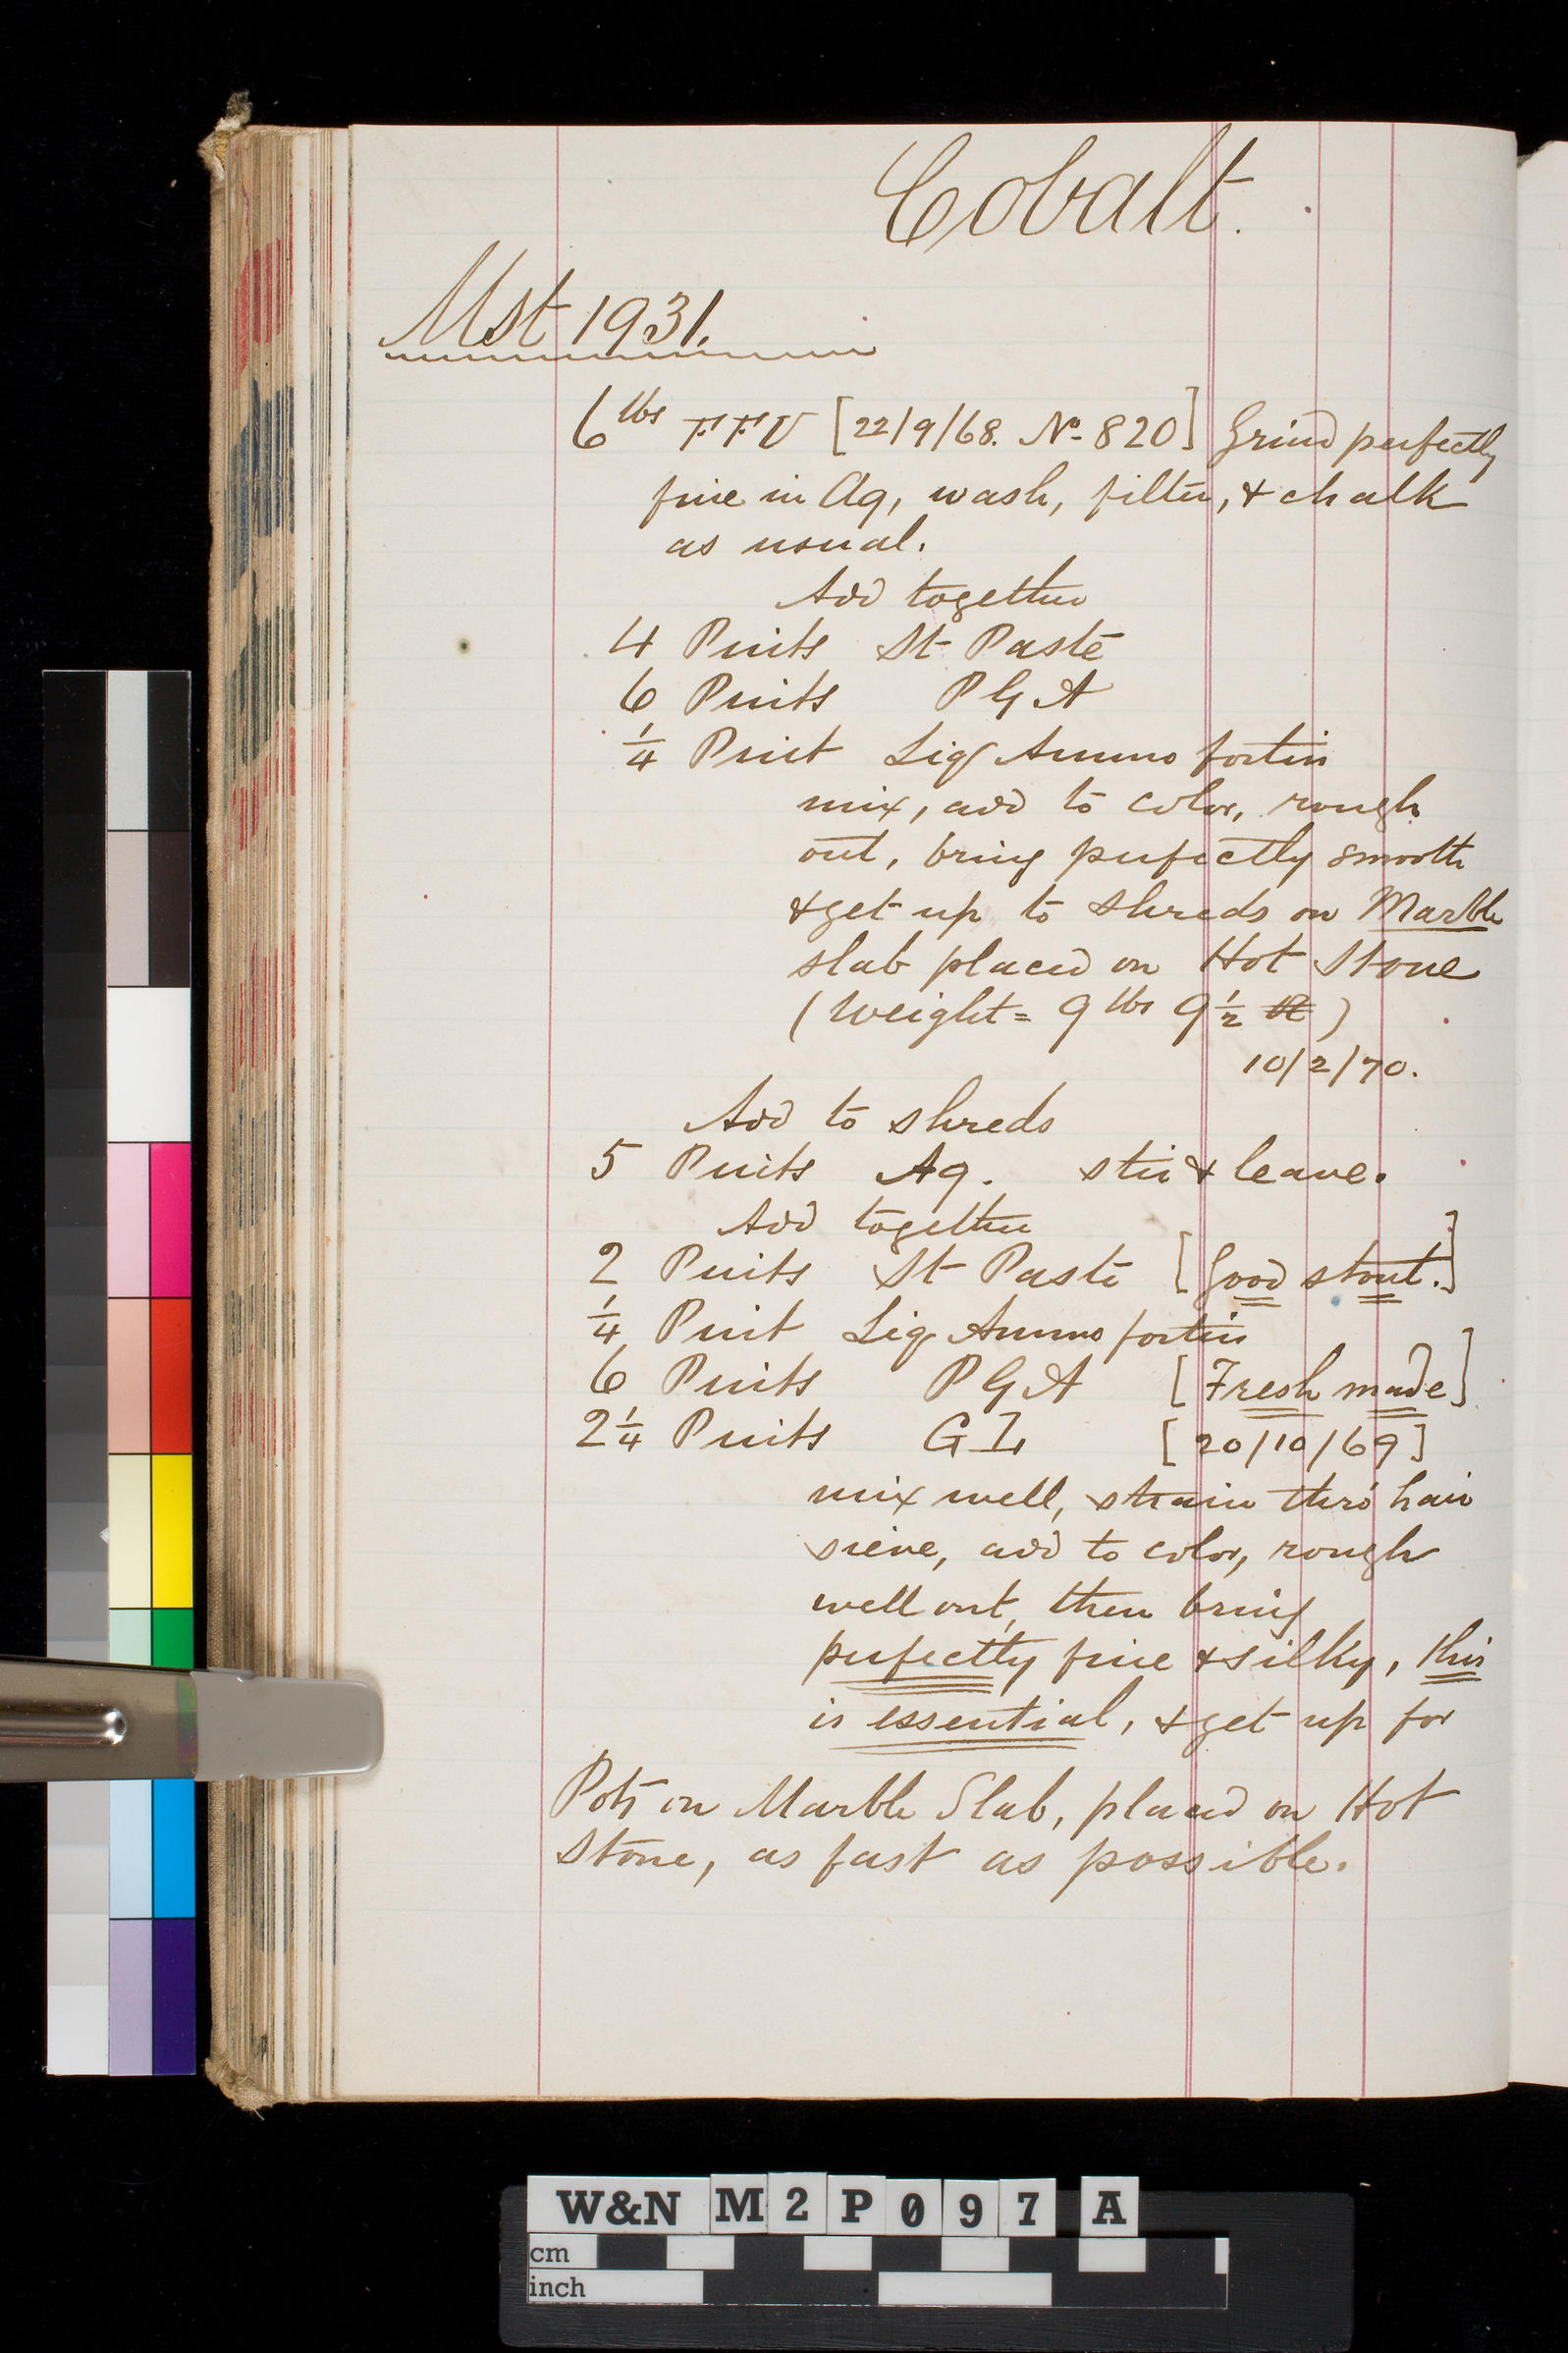 Cobalt.
Mst 1931.
6 lbs FFU [22/9/68. No 820] Grind perfectly
fine in Aq, wash, filter, & chalk
as usual.
Add together
4 Pints St Paste
6 Pints PGA
1/4 Pint Liq Ammo fortis
mix, add to color, rough
out, bring perfectly smooth
& get up to shreds on Marble
slab placed on Hot Stone
(Weight = 9 lbs 9 1/2 )
10/2/70.
Add to shreds
5 Pints Aq. stir & leave.
Add together
2 Pints St Paste [Good stout.]
1/4 Pint Liq Ammo fortis
6 Pints PGA [Fresh made]
2 1/4 Pints GI [20/10/69]
mix well, strain thro' hair
sieve, add to color, rough
well out, then bring
perfectly fine & silky, this
is essential, & get up for
Pots on Marble Slab, placed on Hot
Stone, as fast as possible.
W&N M2P097 A
cm
inch